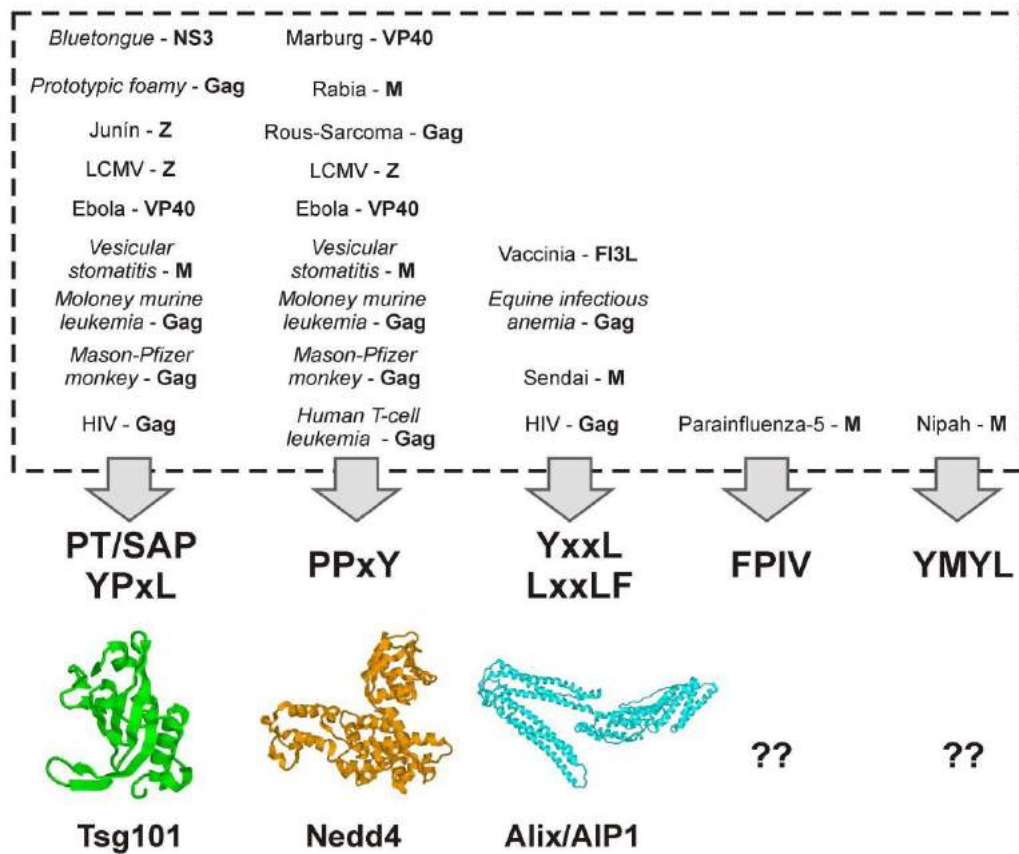 Bluetongue - NS3
Prototypic foamy - Gag
Junín - Z
LCMV - Z
Ebola - VP40
Vesicular
stomatitis - M
Moloney murine
leukemia - Gag
Mason-Pfizer
monkey - Gag
HIV - Gag
Marburg - VP40
Rabia - M
Rous-Sarcoma - Gag
LCMV - Z
Ebola - VP40
Vesicular
stomatitis - M
Moloney murine
leukemia - Gag
Mason-Pfizer
monkey - Gag
Human T-cell
leukemia - Gag
Vaccinia - FI3L
Equine infectious
anemia - Gag
Sendai - M
HIV - Gag
Parainfluenza-5 - M
Nipah - M
PT/SAP
YPxL
PPxY
YxxL
LxxLF
FPIV
YMYL
Tsg101
Nedd4
Alix/AIP1
??
??